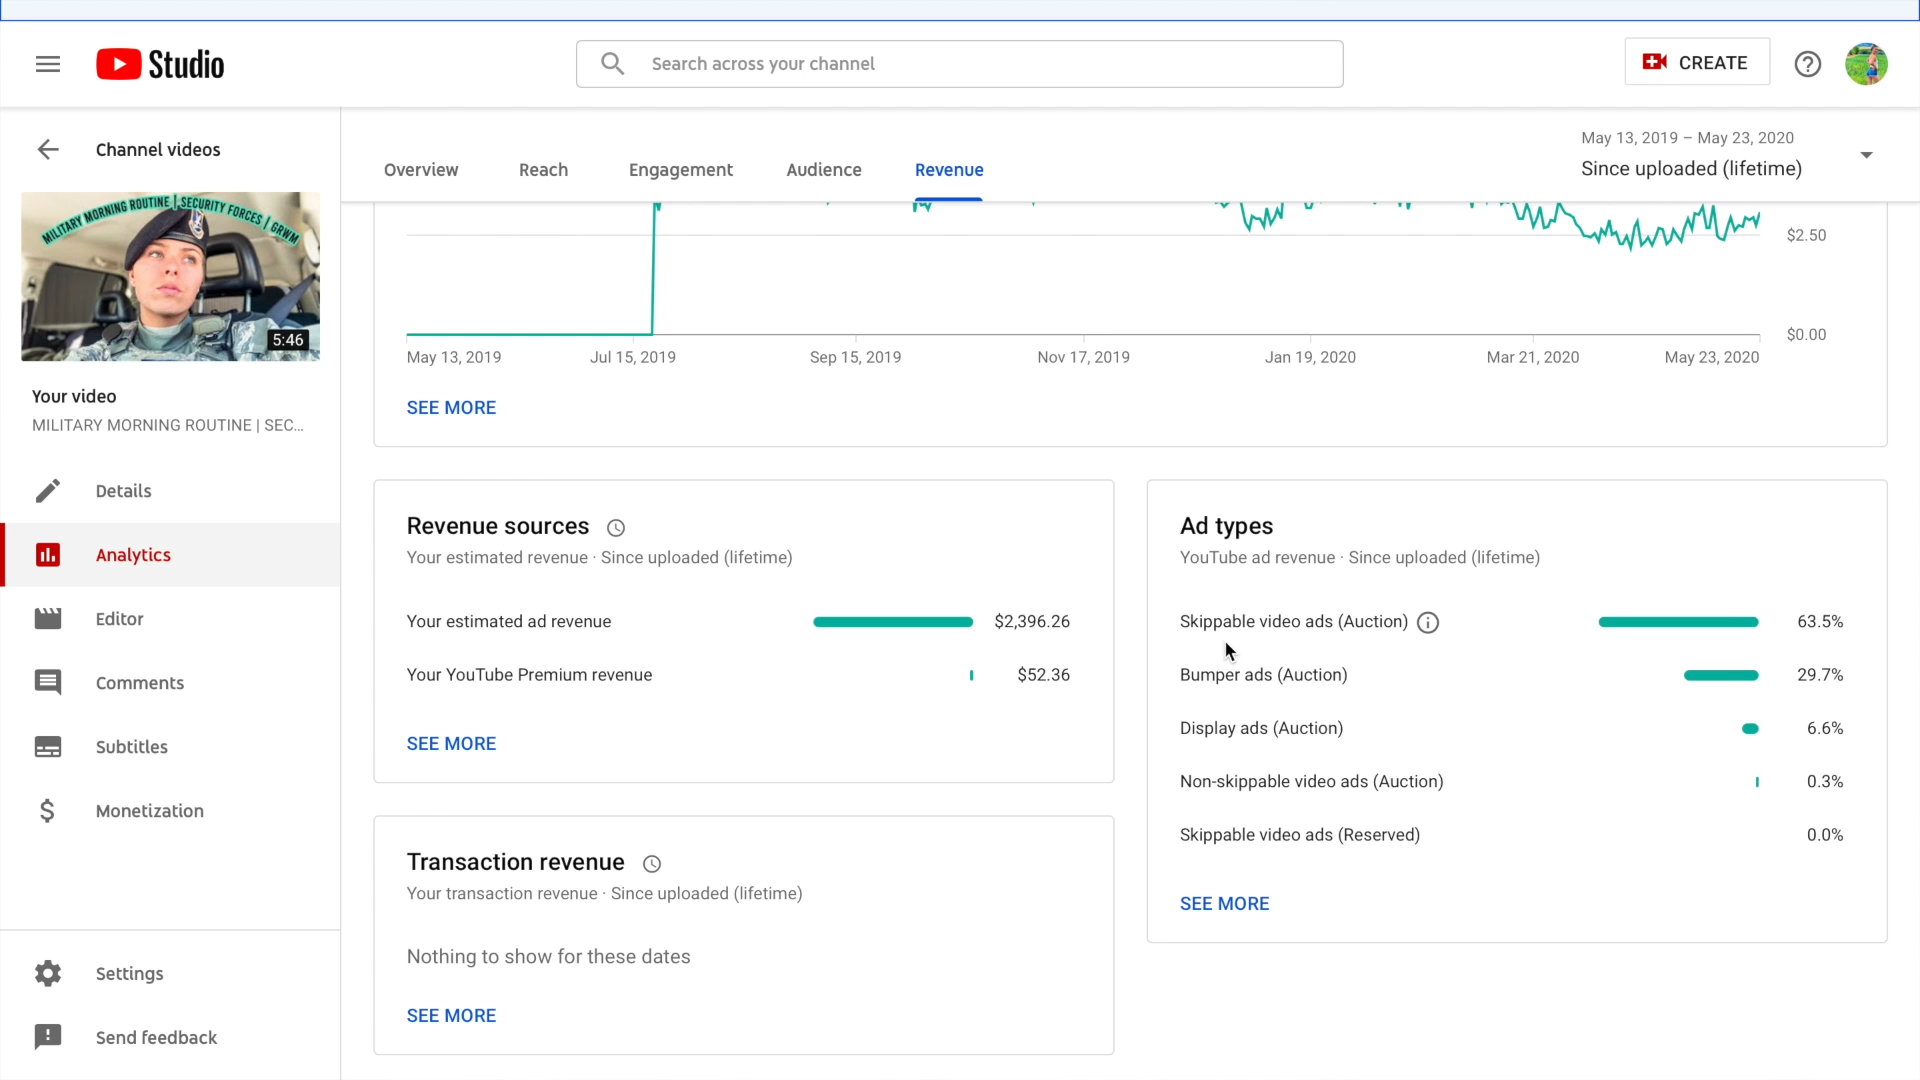 Studio
Search across your channel
CREATE
Channel videos
MILITARY MORNING ROUTINE | SECURITY FORCES | GRWM
5:46
Your video
MILITARY MORNING ROUTINE | SEC...
Details
Analytics
Editor
Comments
Subtitles
Monetization
Settings
Send feedback
Overview
Reach
Engagement
Audience
Revenue
May 13, 2019 – May 23, 2020
Since uploaded (lifetime)
$2.50
$0.00
May 13, 2019
Jul 15, 2019
Sep 15, 2019
Nov 17, 2019
Jan 19, 2020
Mar 21, 2020
May 23, 2020
SEE MORE
Revenue sources
Your estimated revenue · Since uploaded (lifetime)
Your estimated ad revenue $2,396.26
Your YouTube Premium revenue $52.36
SEE MORE
Transaction revenue
Your transaction revenue · Since uploaded (lifetime)
Nothing to show for these dates
SEE MORE
Ad types
YouTube ad revenue · Since uploaded (lifetime)
Skippable video ads (Auction) 63.5%
Bumper ads (Auction) 29.7%
Display ads (Auction) 6.6%
Non-skippable video ads (Auction) 0.3%
Skippable video ads (Reserved) 0.0%
SEE MORE